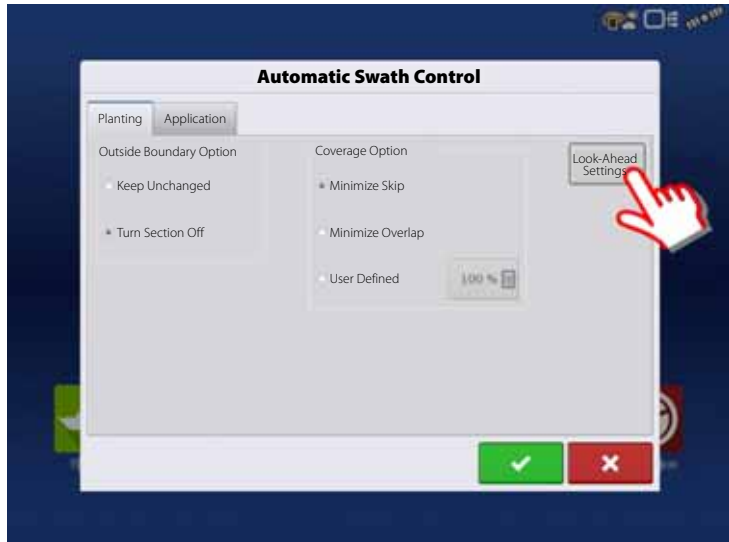 Automatic Swath Control
Planting
Application
Outside Boundary Option
Keep Unchanged
Turn Section Off
Coverage Option
Minimize Skip
Minimize Overlap
User Defined
100 %
Look-Ahead
Settings